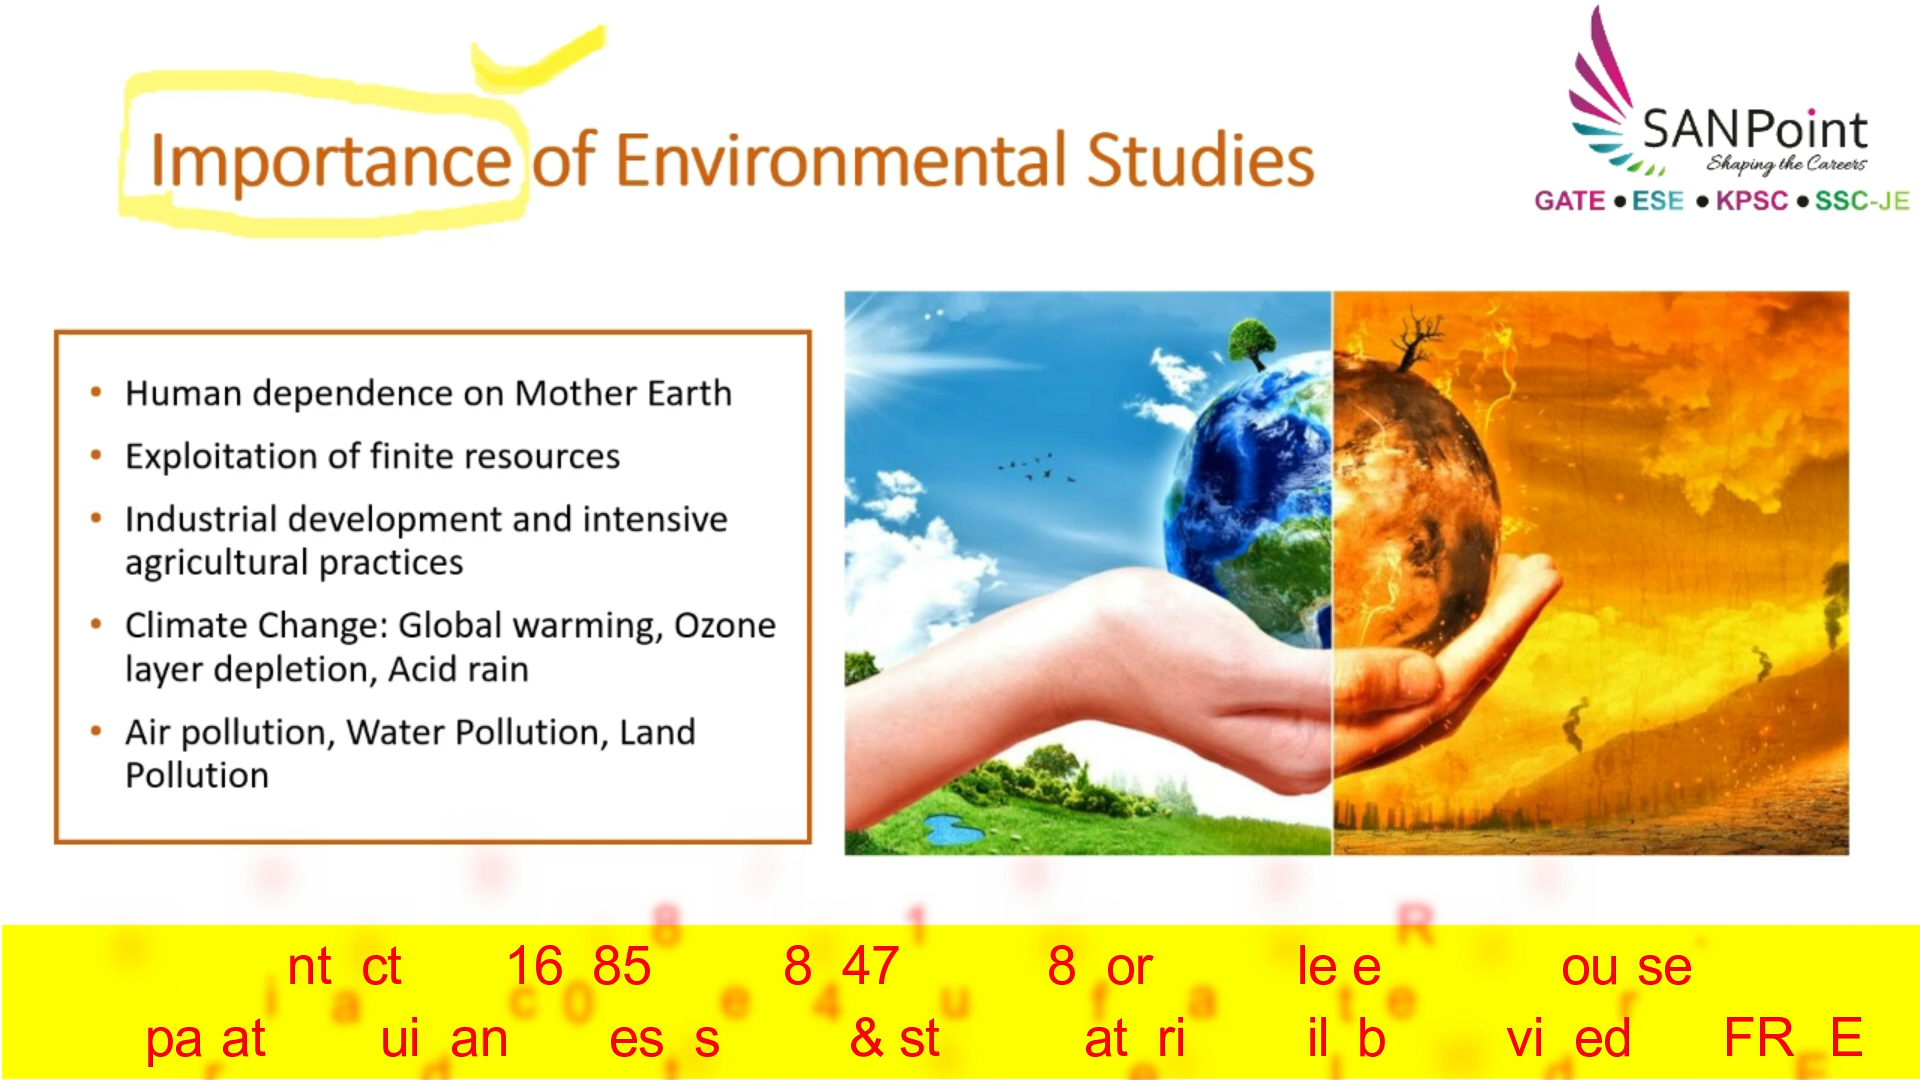 Importance of Environmental Studies
SANPoint
Shaping the Careers
GATE ● ESE ● KPSC ● SSC-JE
• Human dependence on Mother Earth
• Exploitation of finite resources
• Industrial development and intensive
agricultural practices
• Climate Change: Global warming, Ozone
layer depletion, Acid rain
• Air pollution, Water Pollution, Land
Pollution